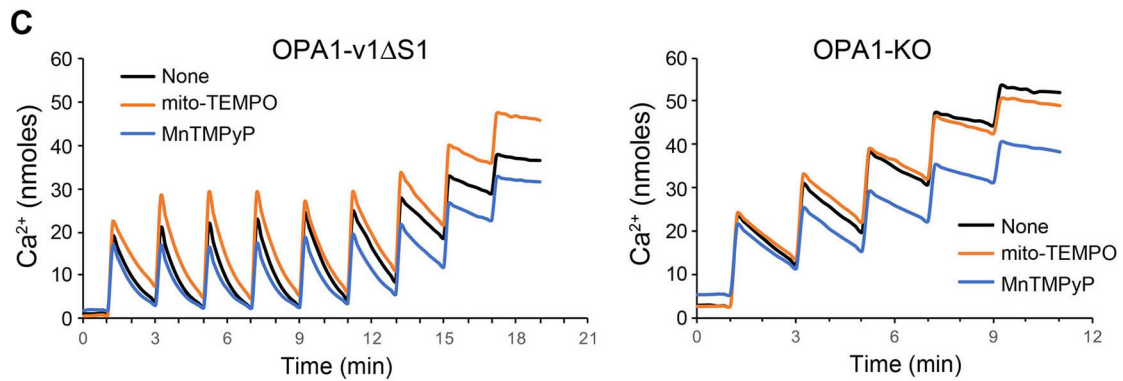 C
OPA1-v1ΔS1
None
mito-TEMPO
MnTMPyP
Ca²⁺ (nmoles)
60
50
40
30
20
10
0
0 3 6 9 12 15 18 21
Time (min)
OPA1-KO
Ca²⁺ (nmoles)
60
50
40
30
20
10
0
None
mito-TEMPO
MnTMPyP
0 3 6 9 12
Time (min)